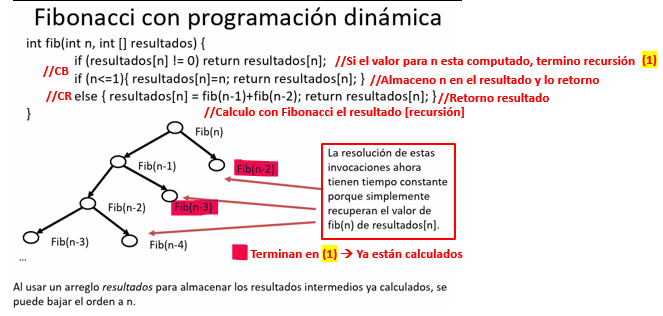 Fibonacci con programación dinámica
int fib(int n, int [] resultados) {
if (resultados[n] != 0) return resultados[n]; //Si el valor para n esta computado, termino recursión (1)
//CB
if (n<=1){ resultados[n]=n; return resultados[n]; } //Almaceno n en el resultado y lo retorno
//CR else { resultados[n] = fib(n-1)+fib(n-2); return resultados[n]; } //Retorno resultado
} //Calculo con Fibonacci el resultado [recursión]
Fib(n)
Fib(n-1)
Fib(n-2)
Fib(n-2)
Fib(n-3)
Fib(n-3)
Fib(n-4)
...
La resolución de estas
invocaciones ahora
tienen tiempo constante
porque simplemente
recuperan el valor de
fib(n) de resultados[n].
// Terminan en (1) → Ya están calculados
Al usar un arreglo resultados para almacenar los resultados intermedios ya calculados, se
puede bajar el orden a n.